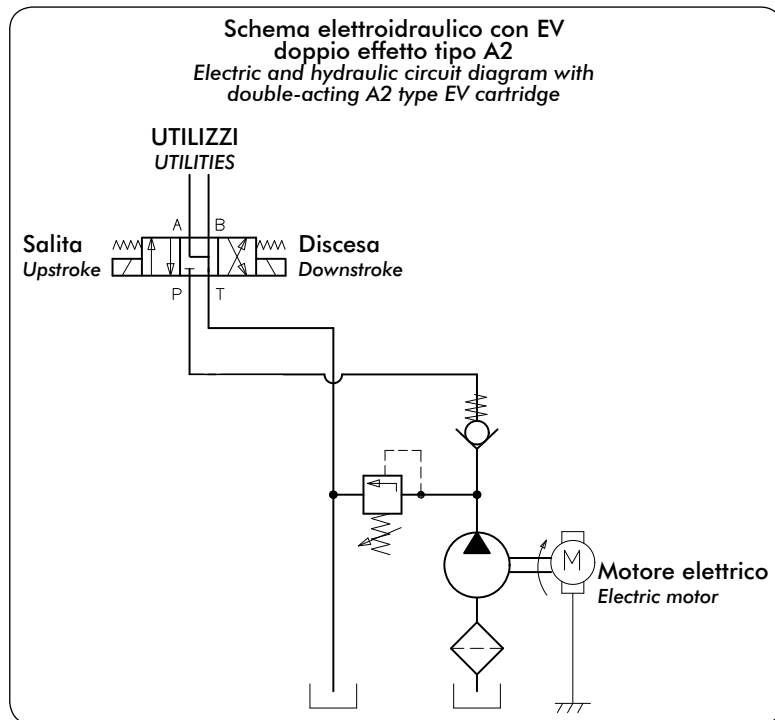 Schema elettroidraulico con EV
doppio effetto tipo A2
Electric and hydraulic circuit diagram with
double-acting A2 type EV cartridge
UTILIZZI
UTILITIES
A B
Salita
Upstroke
Discesa
Downstroke
P T
M
Motore elettrico
Electric motor